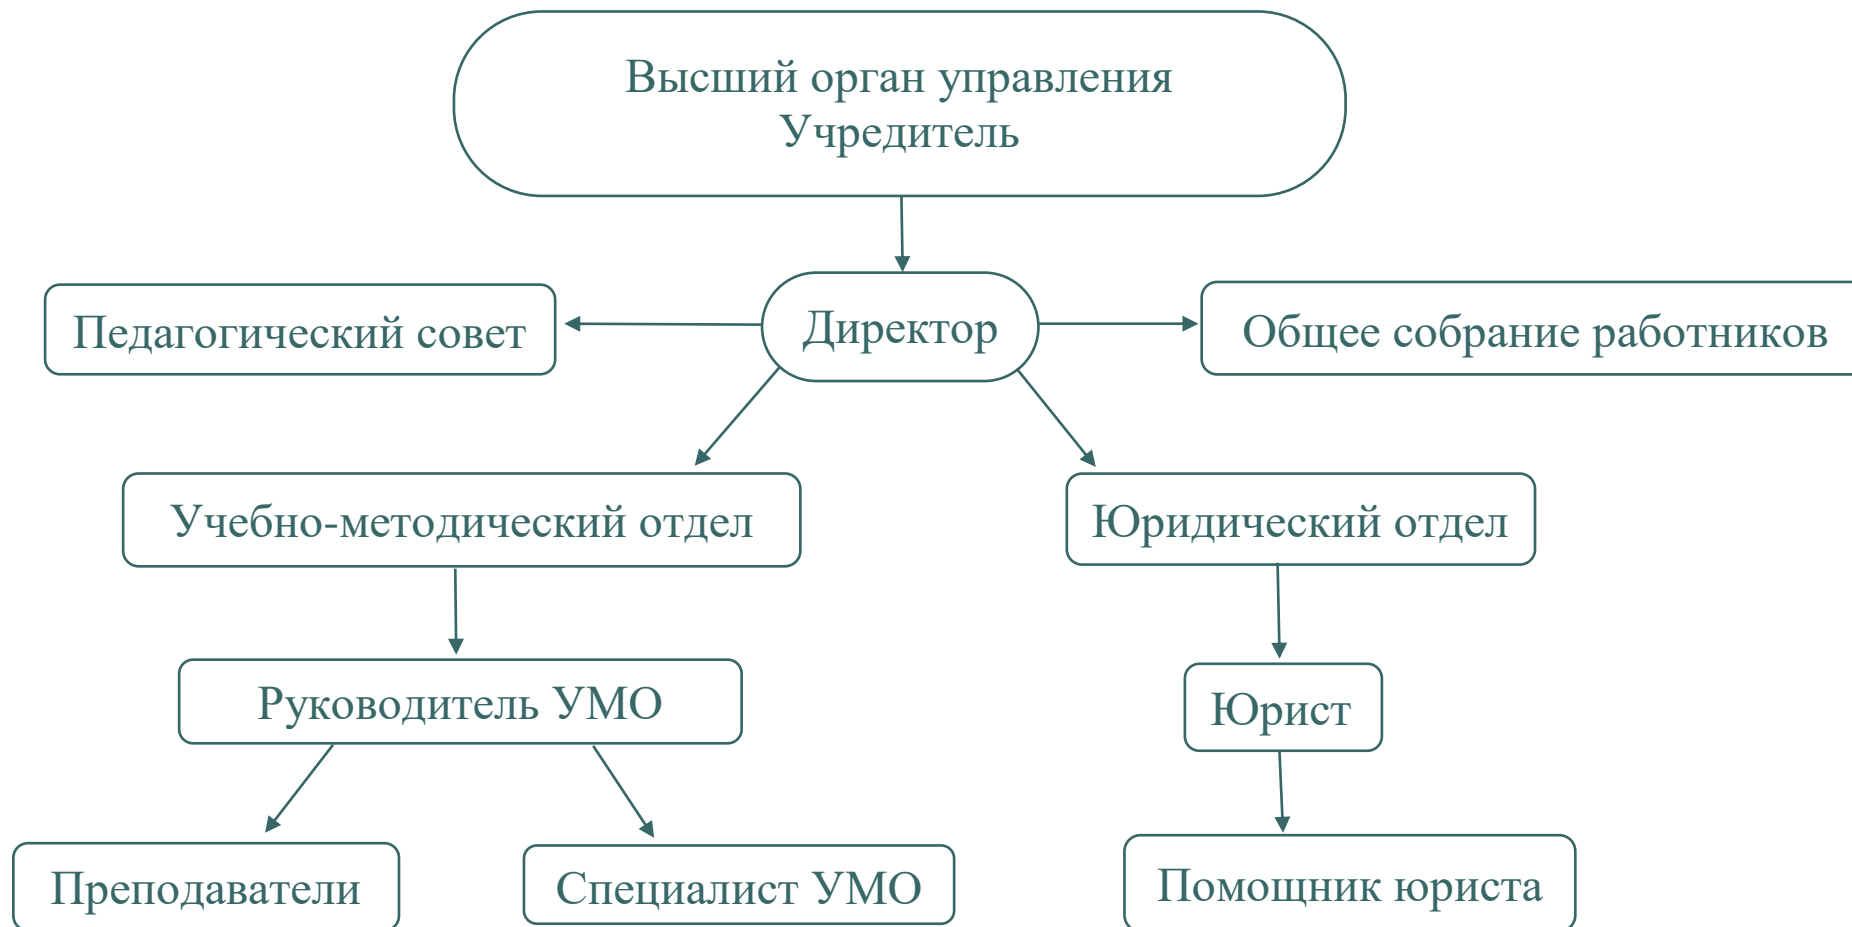 Высший орган управления
Учредитель
Педагогический совет
Директор
Общее собрание работников
Учебно-методический отдел
Юридический отдел
Руководитель УМО
Юрист
Преподаватели
Специалист УМО
Помощник юриста